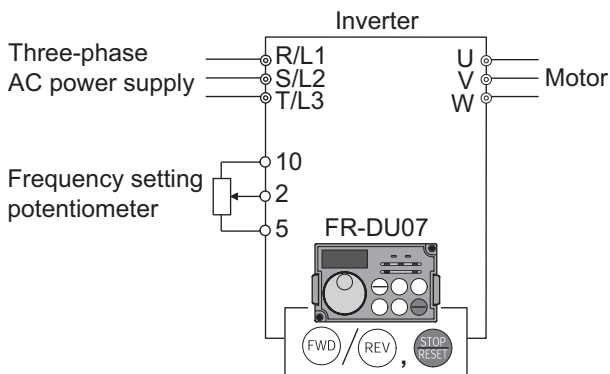 Inverter
Three-phase
AC power supply
R/L1
S/L2
T/L3
U
V
W
Motor
Frequency setting
potentiometer
10
2
5
FR-DU07
FWD / REV , STOP RESET